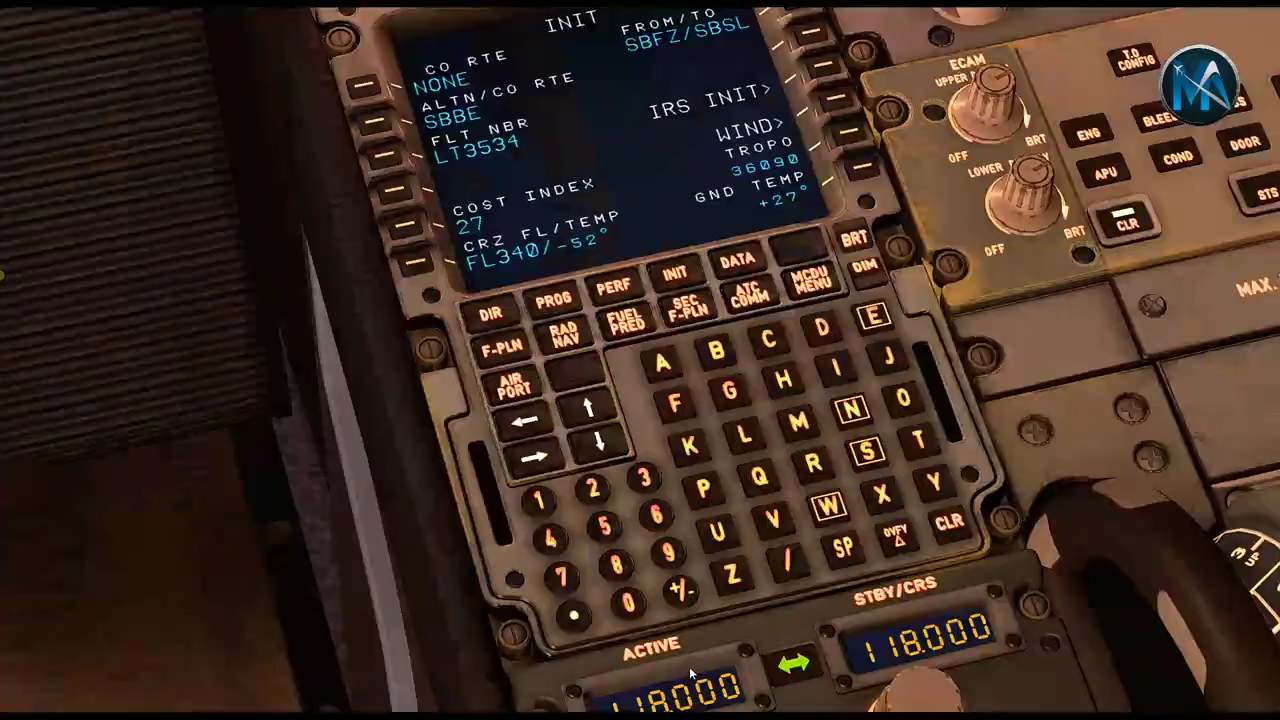 INIT
CO RTE FROM/TO
NONE SBFZ/SBSL
ALTN/CO RTE
SBBE IRS INIT>
FLT NBR WIND>
LT3534 TROPO
36090
COST INDEX GND TEMP
27 +27°
CRZ FL/TEMP
FL340/-52°
DIR PROG PERF INIT DATA BRT
F-PLN RAD NAV FUEL PRED SEC F-PLN ATC COMM MCDU MENU DIM
AIR PORT
A B C D E
F G H I J
K L M N O
P Q R S T
U V W X Y
Z / SP OVFY Δ CLR
← ↑
→ ↓
1 2 3
4 5 6
7 8 9
. 0 +/-
ACTIVE STBY/CRS
118.000 118.000
ECAM
UPPER
OFF BRT
LOWER
OFF BRT
T.O CONFIG
ENG
APU COND DOOR
CLR STS
MAX.
3
UP
MA